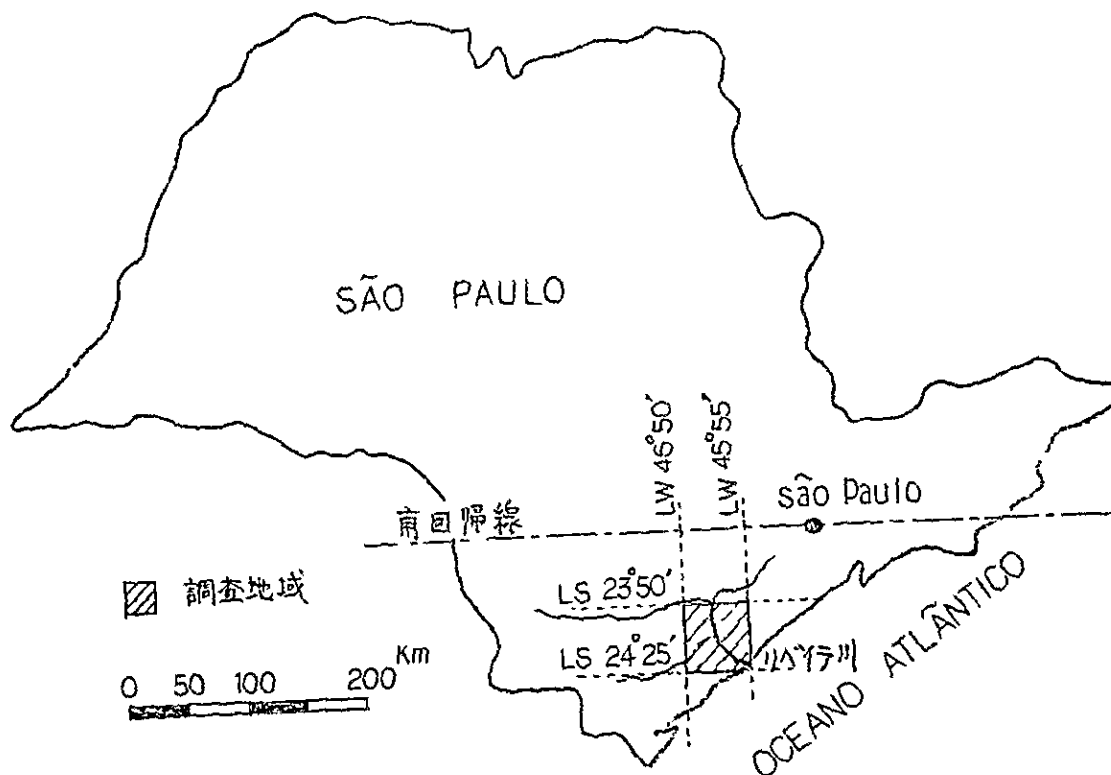 SÃO PAULO
LW 46°50′
LW 45°55′
São Paulo
南回帰線
調査地域
LS 23°50′
LS 24°25′
リベイラ川
Km
0 50 100 200
OCEANO ATLÂNTICO